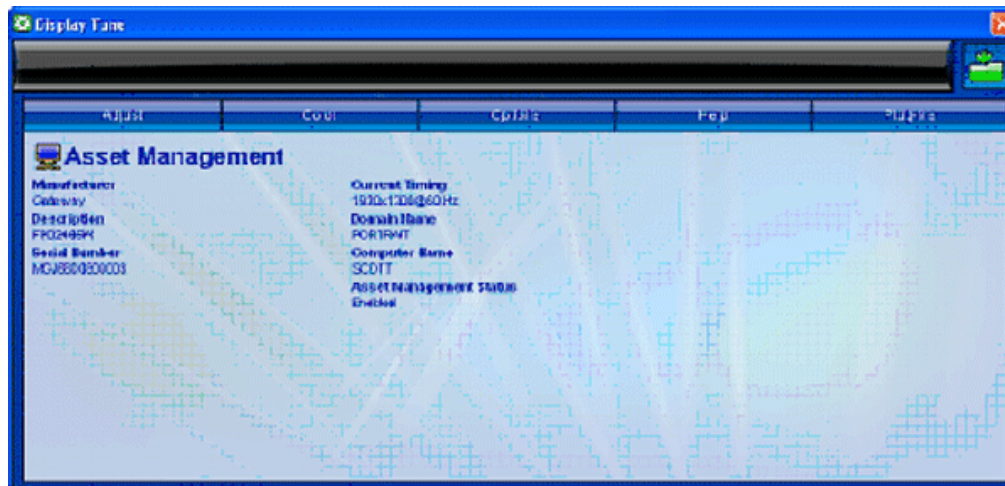 Display Tune
Adjust
Color
Options
Help
Plug-ins
Asset Management
Manufacturer
Gateway
Description
Serial Number
Current Timing
Domain Name
PORTRAIT
Computer Name
SCOTT
Asset Management Status
Enabled